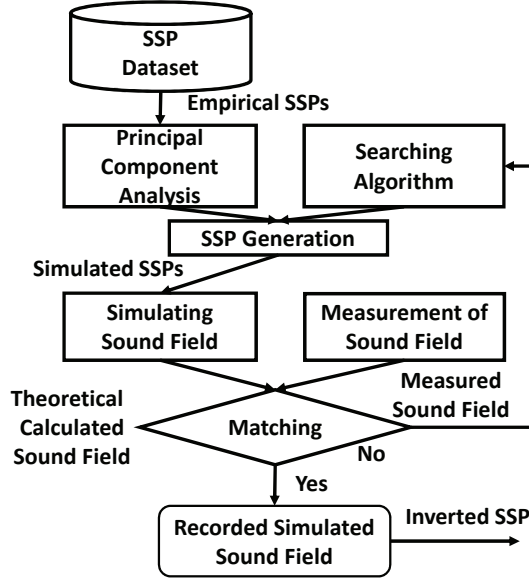 SSP
Dataset
Empirical SSPs
Principal
Component
Analysis
Searching
Algorithm
SSP Generation
Simulated SSPs
Simulating
Sound Field
Measurement of
Sound Field
Theoretical
Calculated
Sound Field
Measured
Sound Field
Matching
No
Yes
Recorded Simulated
Sound Field
Inverted SSP